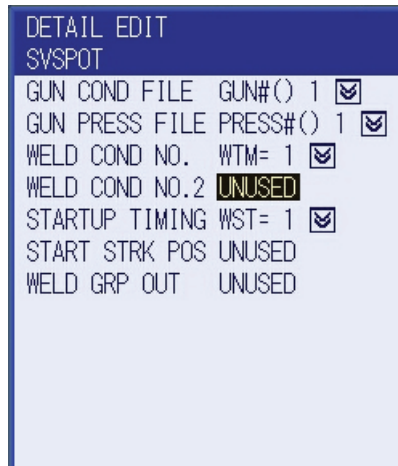 DETAIL EDIT
SVSPOT
GUN COND FILE GUN#() 1
GUN PRESS FILE PRESS#() 1
WELD COND NO. WTM= 1
WELD COND NO.2 UNUSED
STARTUP TIMING WST= 1
START STRK POS UNUSED
WELD GRP OUT UNUSED